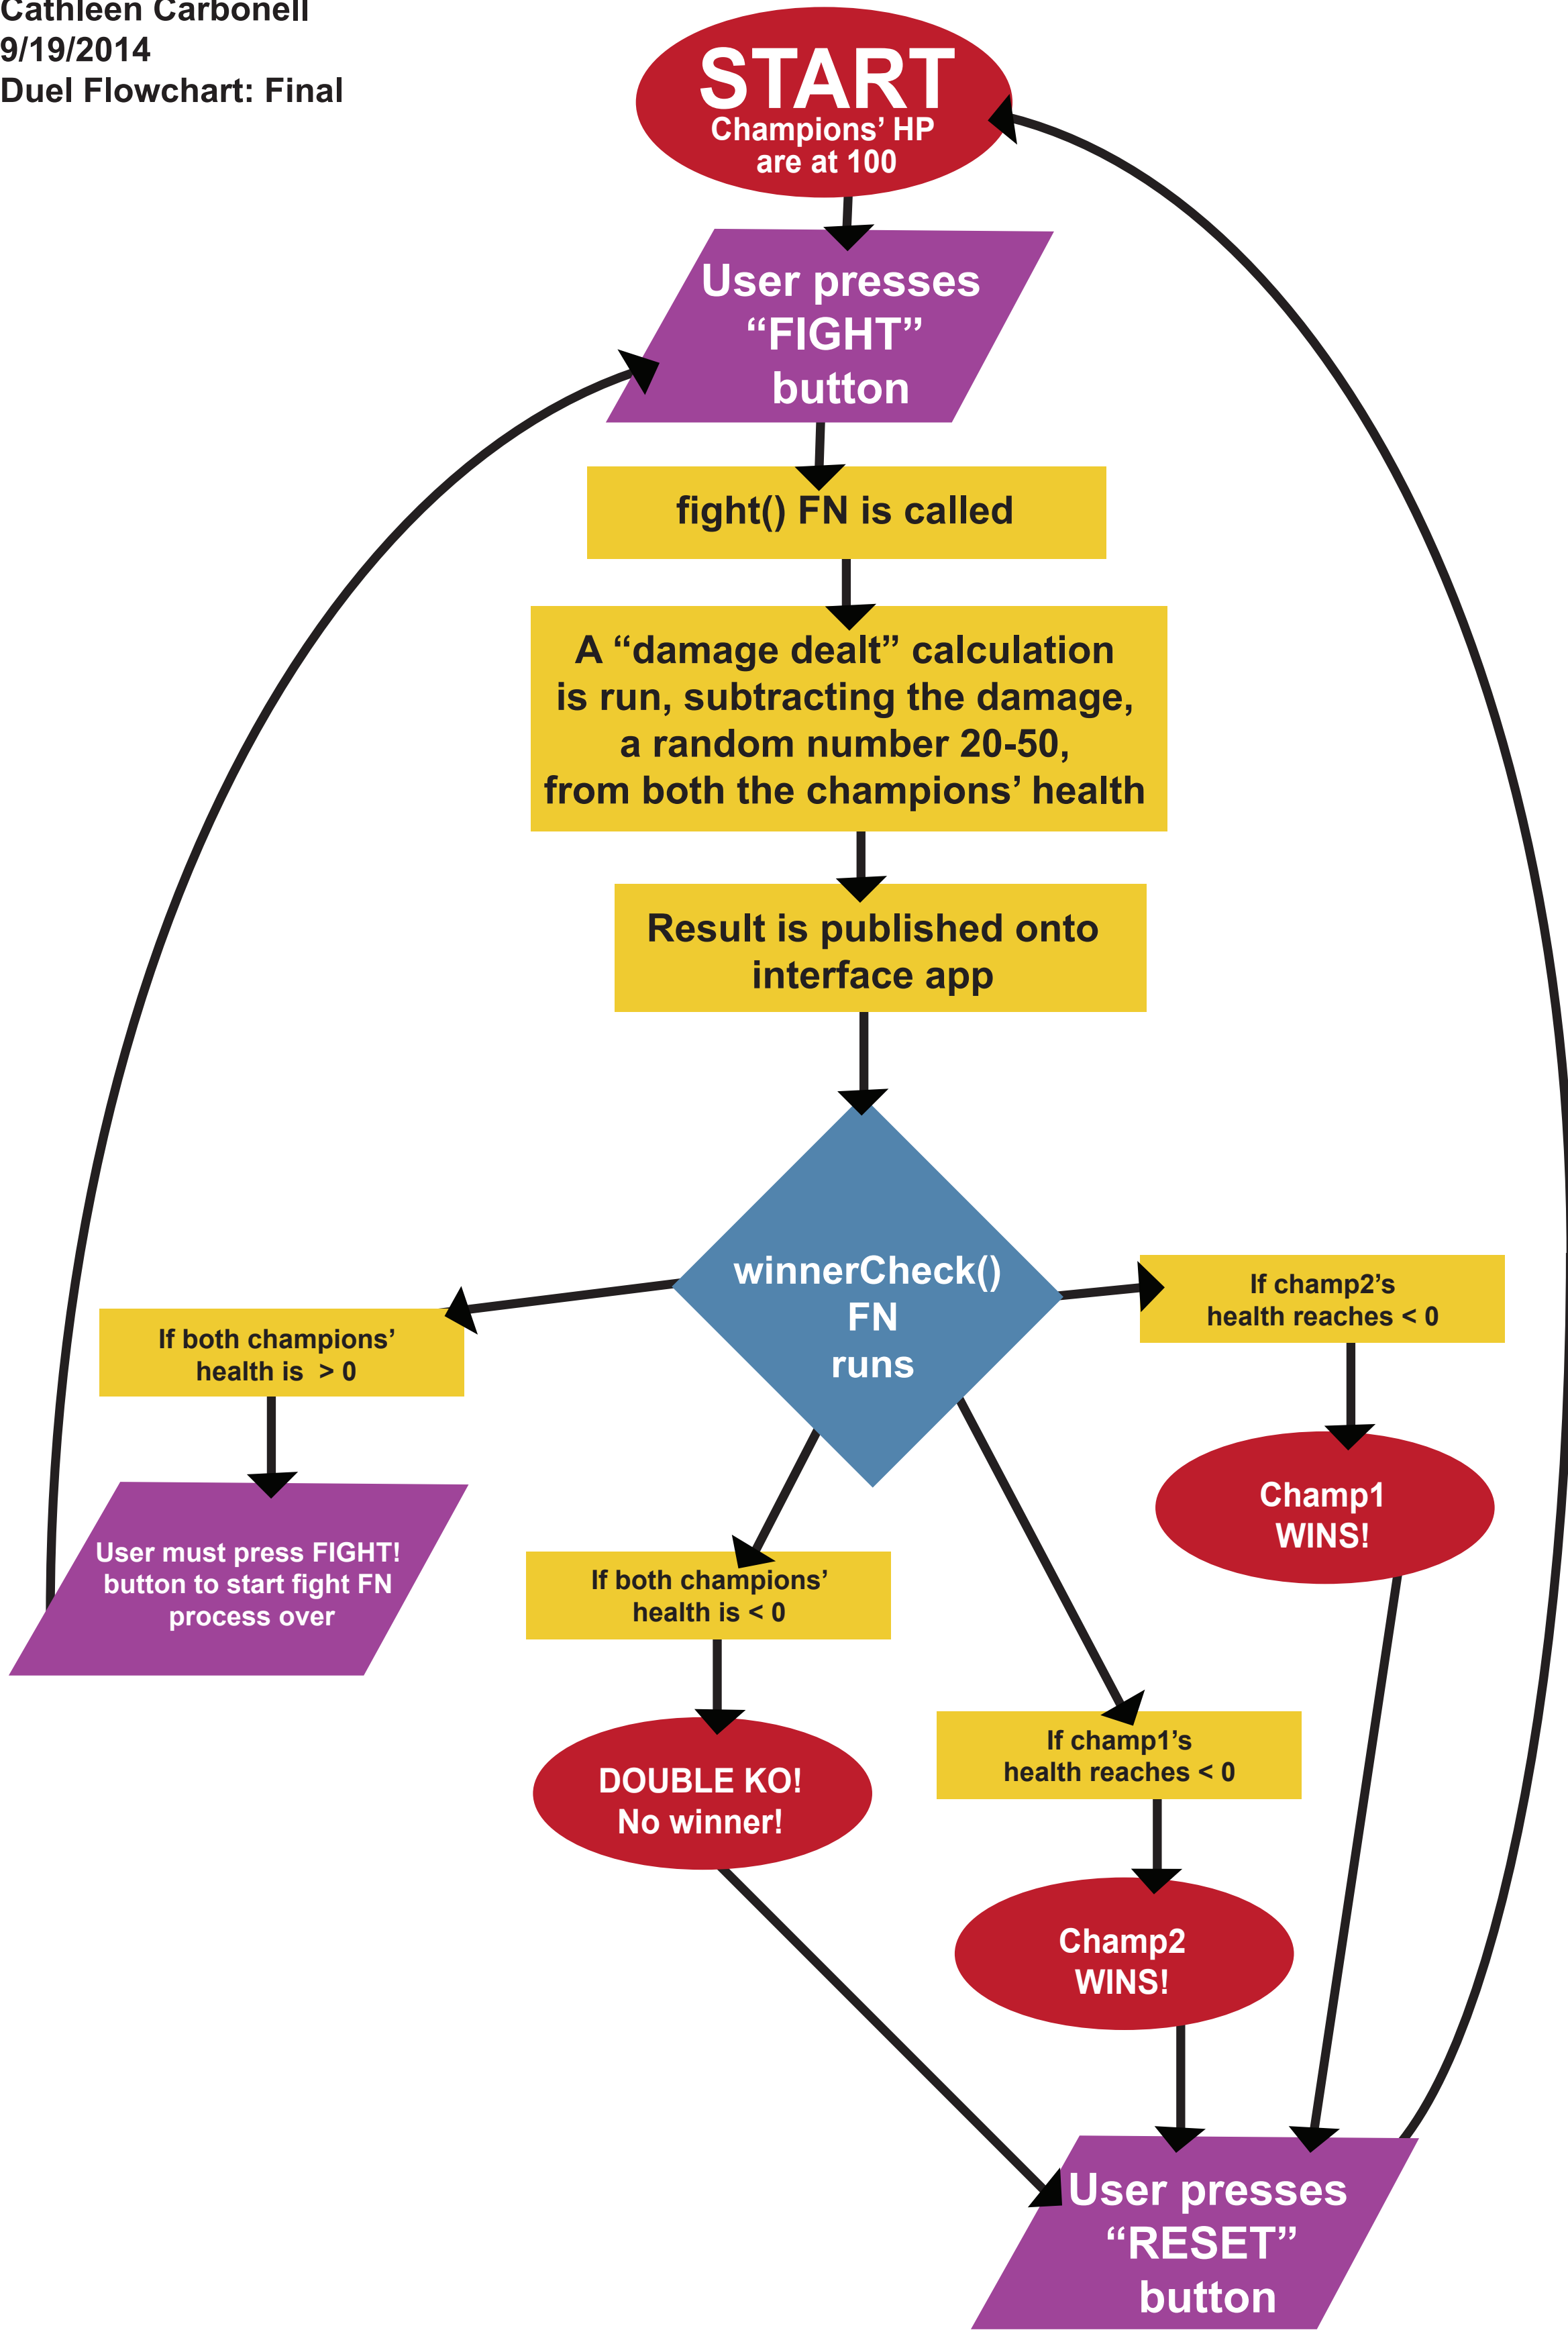 Cathleen Carbonell
9/19/2014
Duel Flowchart: Final
START
Champions’ HP
are at 100
User presses
“FIGHT”
button
fight() FN is called
A “damage dealt” calculation
is run, subtracting the damage,
a random number 20-50,
from both the champions’ health
Result is published onto
interface app
winnerCheck()
FN
runs
If champ2’s
health reaches < 0
If both champions’
health is  > 0
Champ1
WINS!
User must press FIGHT!
button to start fight FN
process over
If both champions’
health is < 0
If champ1’s
health reaches < 0
DOUBLE KO!
No winner!
Champ2
WINS!
User presses
“RESET”
button